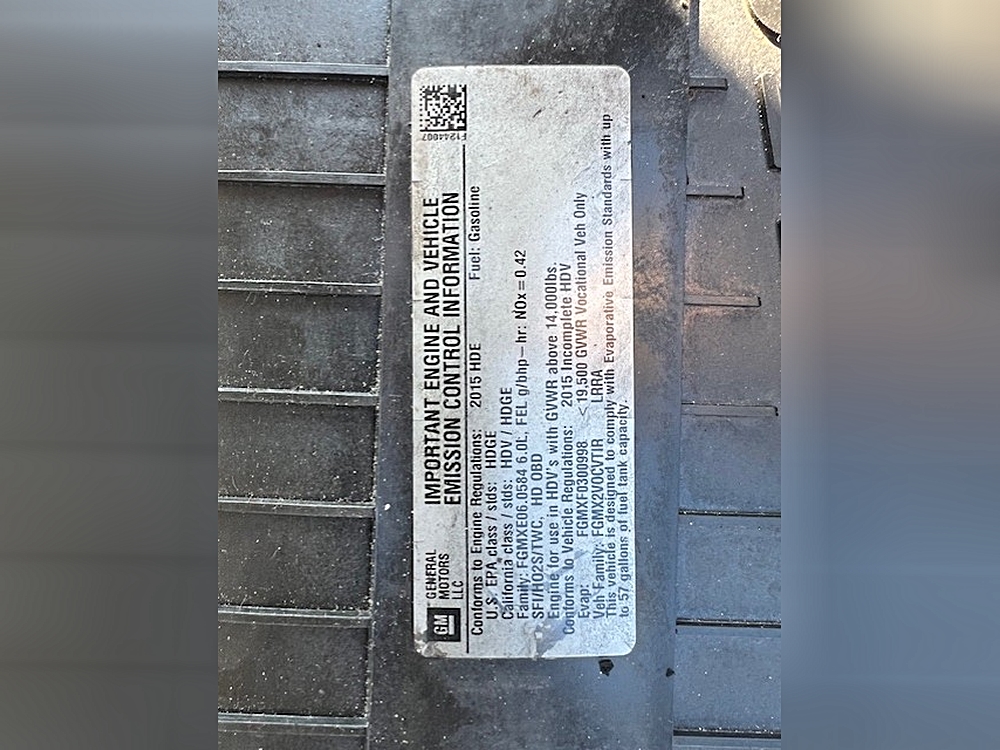 GM
GENERAL
MOTORS
LLC
IMPORTANT ENGINE AND VEHICLE
EMISSION CONTROL INFORMATION
F1244007
Conforms to Engine Regulations: 2015 HDE Fuel: Gasoline
U.S. EPA class / stds: HDGE
California class / stds: HDV / HDGE
Family: FGMXE06.0584 6.0L, FEL g/bhp – hr: NOx = 0.42
SFI/HO2S/TWC, HD OBD
Engine for use in HDV's with GVWR above 14,000lbs.
Conforms to Vehicle Regulations: 2015 Incomplete HDV
Evap: FGMXF0300998 < 19,500 GVWR Vocational Veh Only
Veh Family: FGMX2VOCVTIR LRRA
This vehicle is designed to comply with Evaporative Emission Standards with up
to 57 gallons of fuel tank capacity.